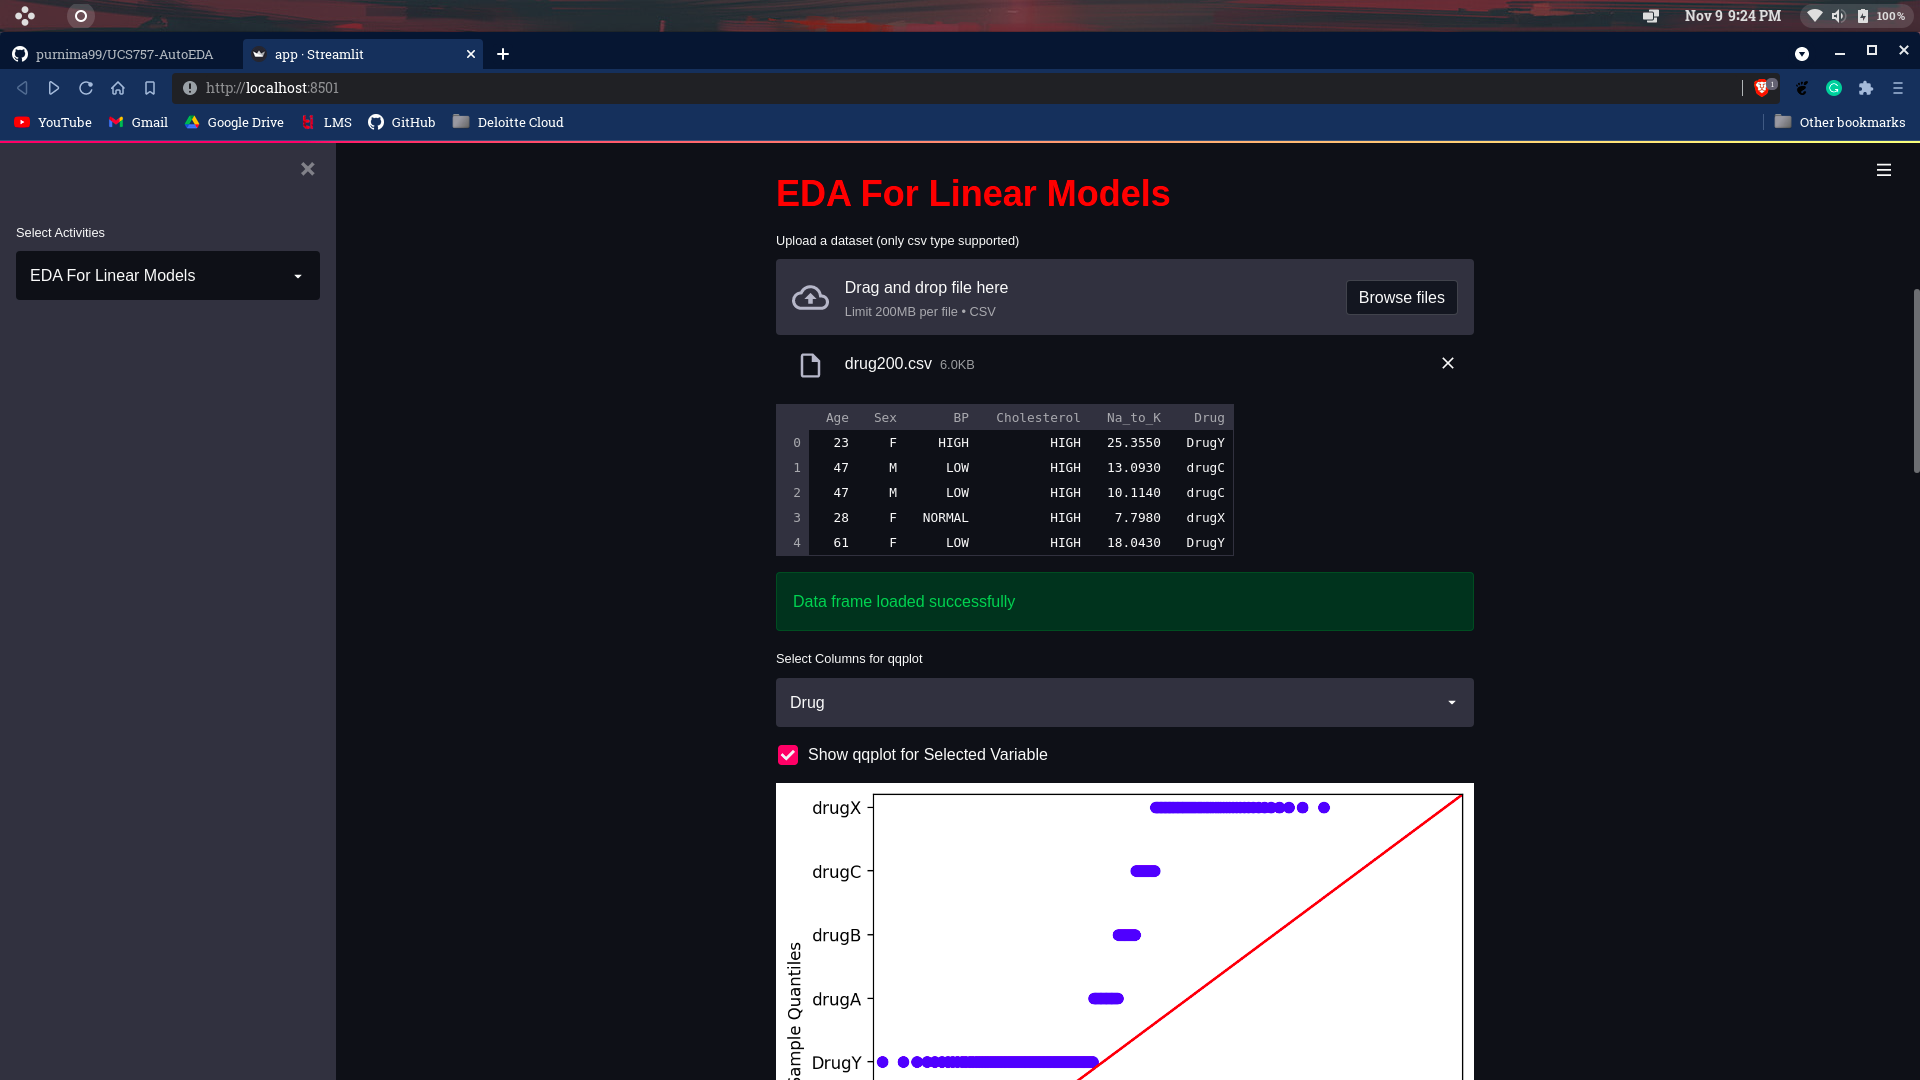 Nov 9 9:24 PM
100%
purnima99/UCS757-AutoEDA
app · Streamlit
http://localhost:8501
1
YouTube
Gmail
Google Drive
LMS
GitHub
Deloitte Cloud
Other bookmarks
Select Activities
EDA For Linear Models
EDA For Linear Models
Upload a dataset (only csv type supported)
Drag and drop file here
Limit 200MB per file • CSV
Browse files
drug200.csv 6.0KB
Age Sex BP Cholesterol Na_to_K Drug
0 23 F HIGH HIGH 25.3550 DrugY
1 47 M LOW HIGH 13.0930 drugC
2 47 M LOW HIGH 10.1140 drugC
3 28 F NORMAL HIGH 7.7980 drugX
4 61 F LOW HIGH 18.0430 DrugY
Data frame loaded successfully
Select Columns for qqplot
Drug
Show qqplot for Selected Variable
drugX
drugC
drugB
drugA
DrugY
Sample Quantiles